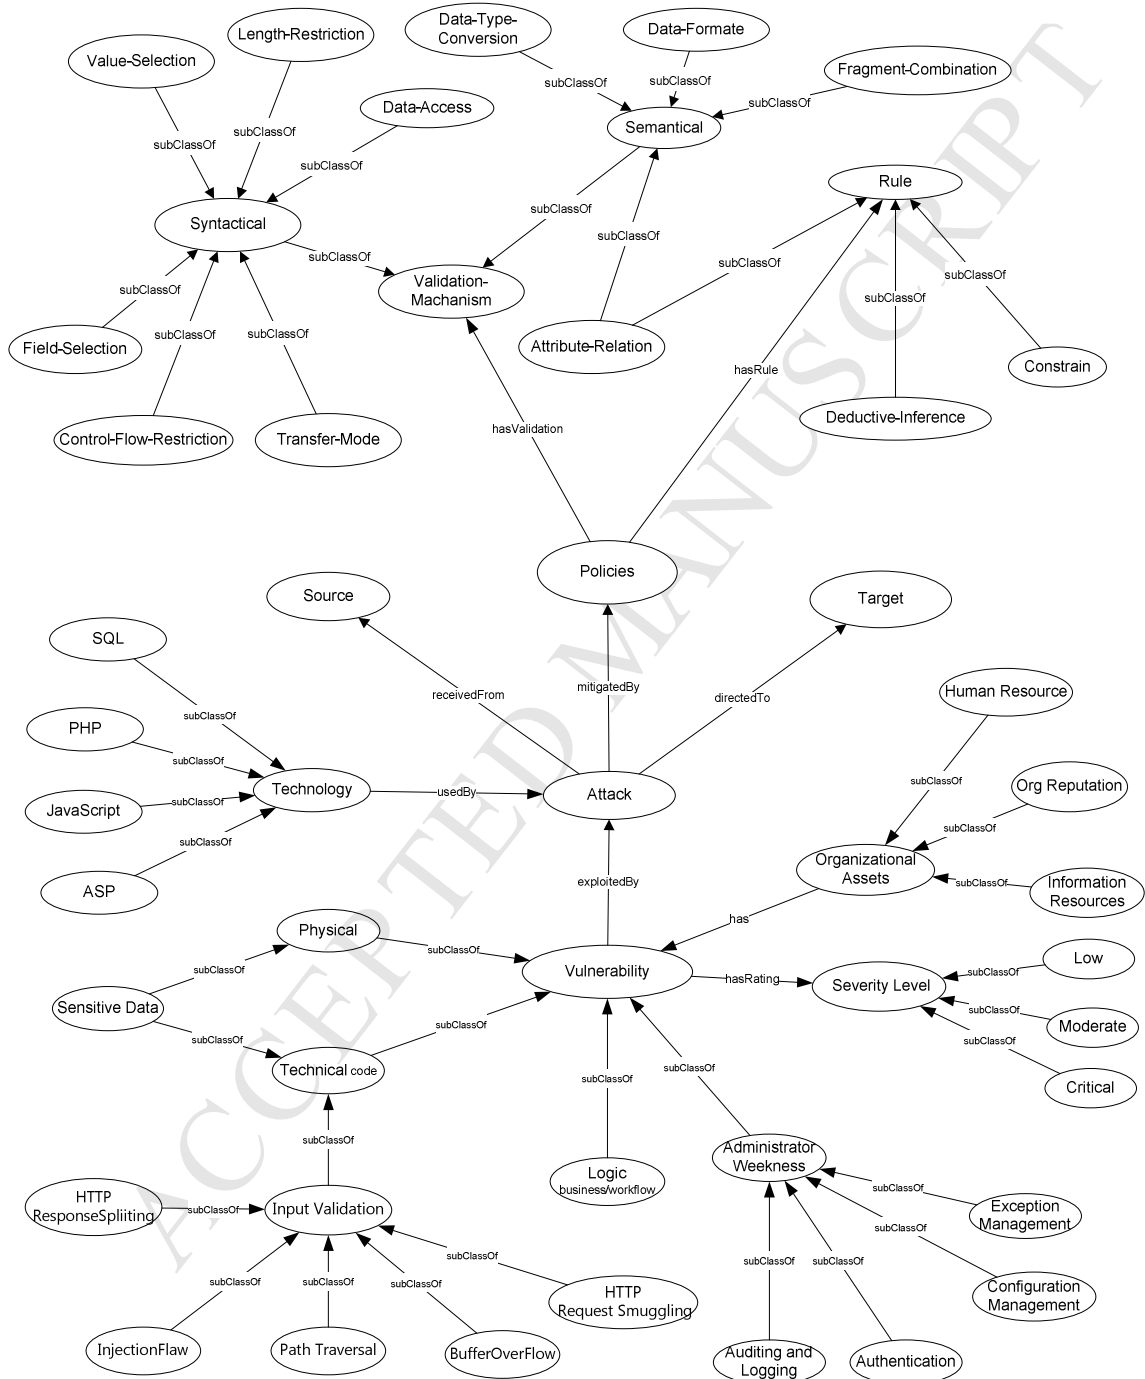 Length-Restriction
Data-Type-
Conversion
Data-Formate
Value-Selection
Fragment-Combination
Data-Access
subClassOf
subClassOf
subClassOf
subClassOf
subClassOf
subClassOf
Semantical
Syntactical
Rule
subClassOf
subClassOf
subClassOf
subClassOf
subClassOf
subClassOf
subClassOf
Validation-
Machanism
subClassOf
subClassOf
subClassOf
Field-Selection
Attribute-Relation
Constrain
hasRule
Deductive-Inference
hasValidation
Control-Flow-Restriction
Transfer-Mode
Policies
Source
Target
SQL
mitigatedBy
receivedFrom
directedTo
Human Resource
subClassOf
PHP
subClassOf
Technology
usedBy
Attack
subClassOf
Org Reputation
JavaScript
subClassOf
subClassOf
subClassOf
Organizational
Assets
ASP
exploitedBy
subClassOf
Information
Resources
has
Physical
subClassOf
Vulnerability
hasRating
Severity Level
subClassOf
Low
subClassOf
Sensitive Data
subClassOf
Moderate
subClassOf
subClassOf
subClassOf
Technical code
subClassOf
subClassOf
Critical
subClassOf
Administrator
Weekness
Logic
business/workflow
HTTP
ResponseSpliiting
subClassOf
Input Validation
subClassOf
Exception
Management
subClassOf
subClassOf
subClassOf
subClassOf
subClassOf
subClassOf
subClassOf
subClassOf
HTTP
Request Smuggling
Configuration
Management
InjectionFlaw
Path Traversal
BufferOverFlow
Auditing and
Logging
Authentication
ACCEPTED MANUSCRIPT